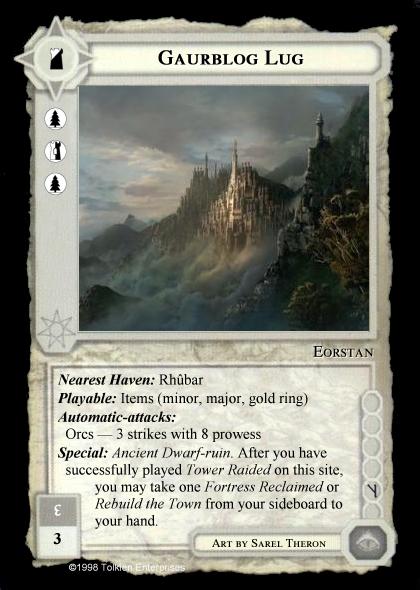 Gaurblog Lug
Eorstan
Nearest Haven: Rhûbar
Playable: Items (minor, major, gold ring)
Automatic-attacks:
Orcs — 3 strikes with 8 prowess
Special: Ancient Dwarf-ruin. After you have
successfully played Tower Raided on this site,
you may take one Fortress Reclaimed or
Rebuild the Town from your sideboard to
your hand.
3
Art by Sarel Theron
©1998 Tolkien Enterprises